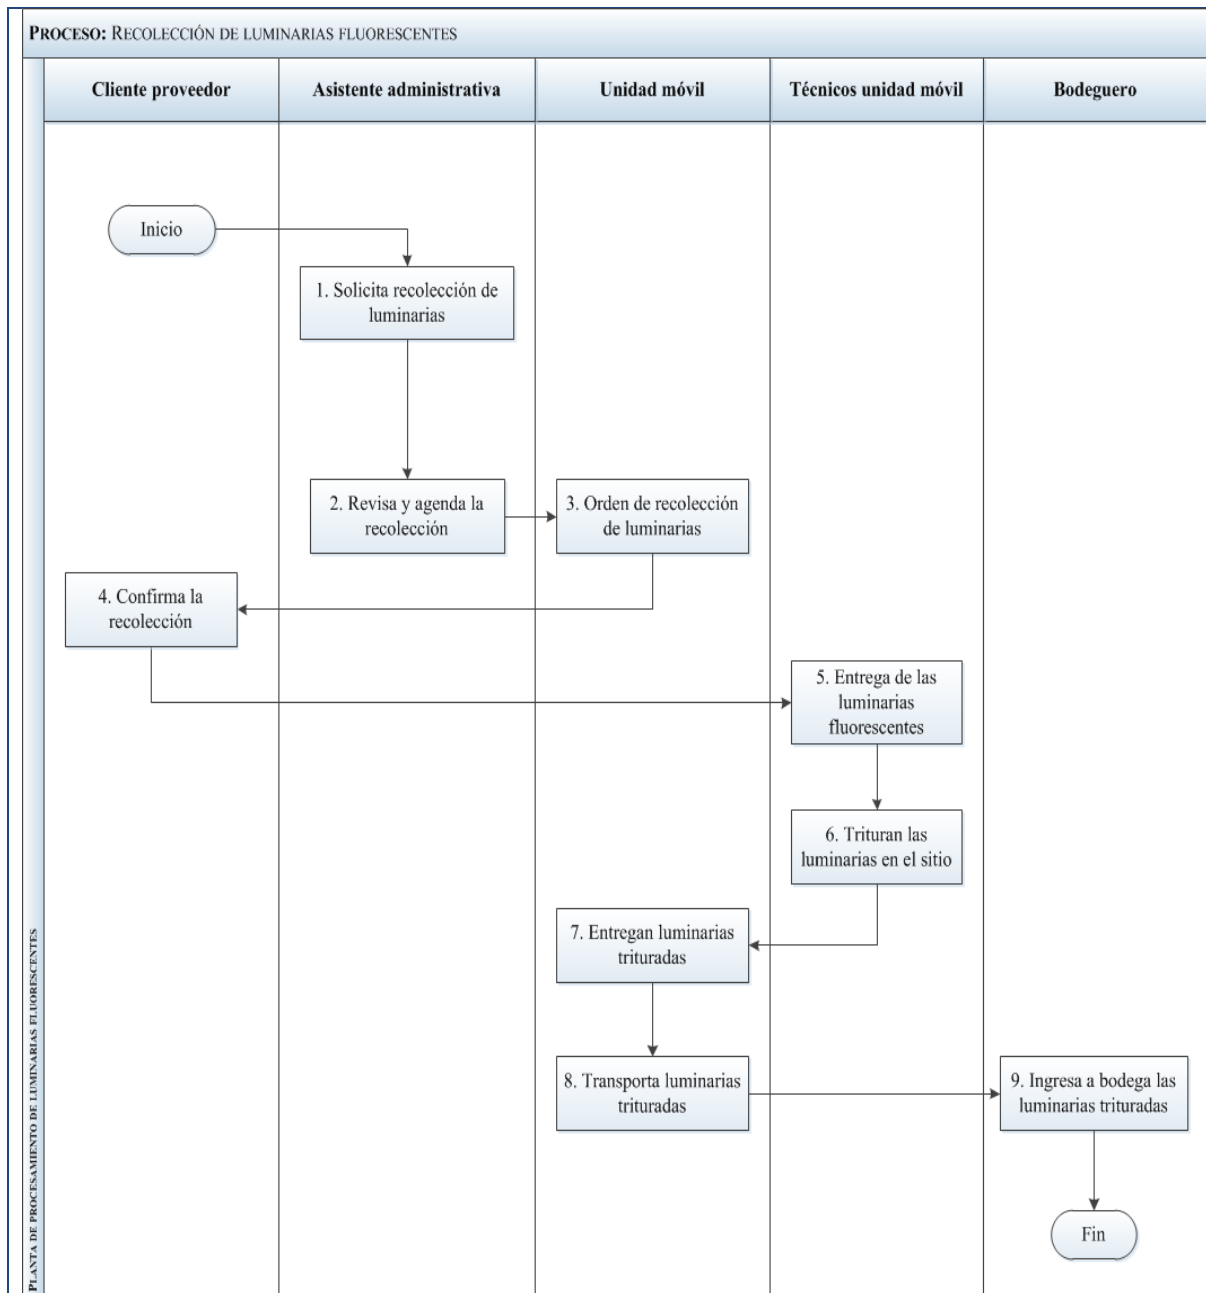 PROCESO: RECOLECCIÓN DE LUMINARIAS FLUORESCENTES
Cliente proveedor
Asistente administrativa
Unidad móvil
Técnicos unidad móvil
Bodeguero
Inicio
1. Solicita recolección de
luminarias
2. Revisa y agenda la
recolección
3. Orden de recolección
de luminarias
4. Confirma la
recolección
5. Entrega de las
luminarias
fluorescentes
6. Trituran las
luminarias en el sitio
7. Entregan luminarias
trituradas
8. Transporta luminarias
trituradas
9. Ingresa a bodega las
luminarias trituradas
Fin
PLANTA DE PROCESAMIENTO DE LUMINARIAS FLUORESCENTES